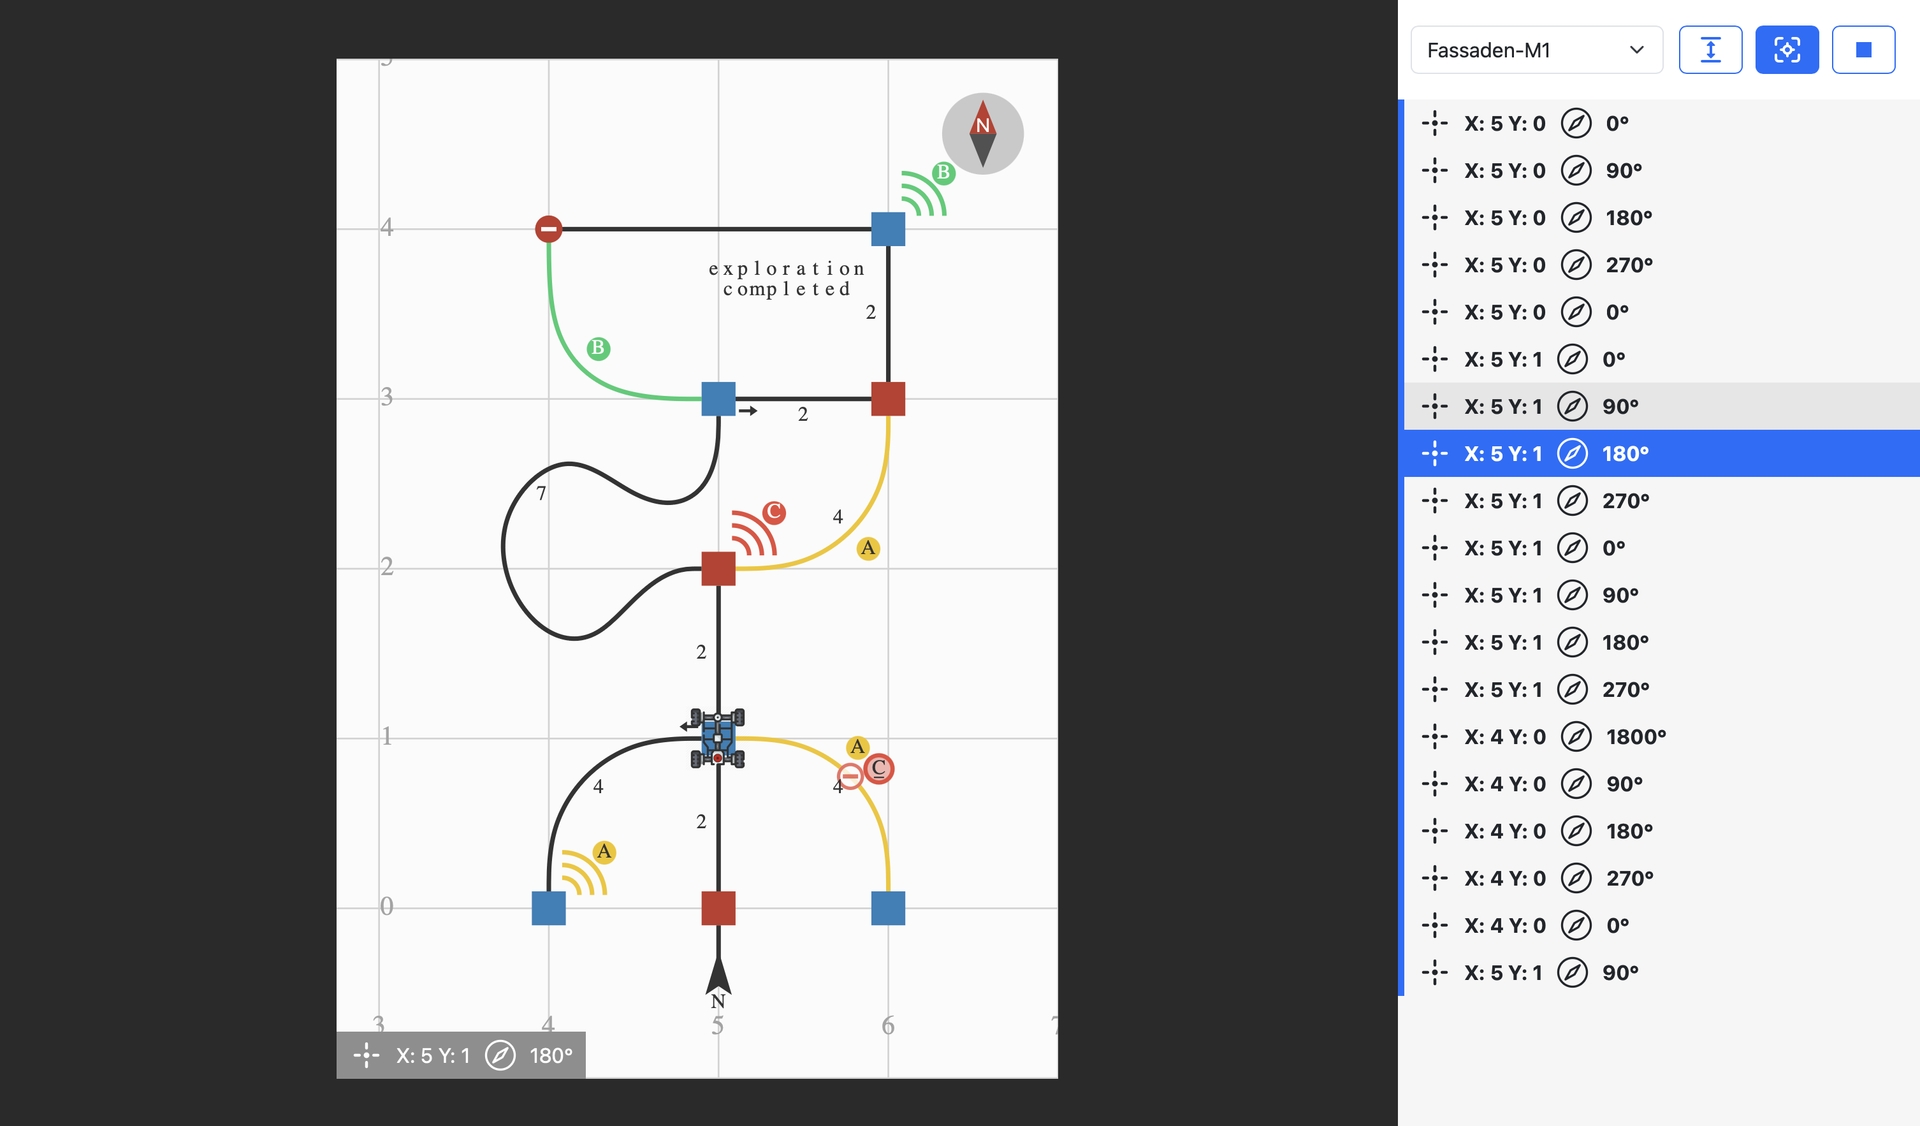 5
N
B
4
exploration
completed
2
B
3
2
7
C
4
A
2
2
1
A
C
4
4
2
A
0
N
3
4
5
6
7
X: 5 Y: 1 180°
Fassaden-M1
X: 5 Y: 0 0°
X: 5 Y: 0 90°
X: 5 Y: 0 180°
X: 5 Y: 0 270°
X: 5 Y: 0 0°
X: 5 Y: 1 0°
X: 5 Y: 1 90°
X: 5 Y: 1 180°
X: 5 Y: 1 270°
X: 5 Y: 1 0°
X: 5 Y: 1 90°
X: 5 Y: 1 180°
X: 5 Y: 1 270°
X: 4 Y: 0 1800°
X: 4 Y: 0 90°
X: 4 Y: 0 180°
X: 4 Y: 0 270°
X: 4 Y: 0 0°
X: 5 Y: 1 90°